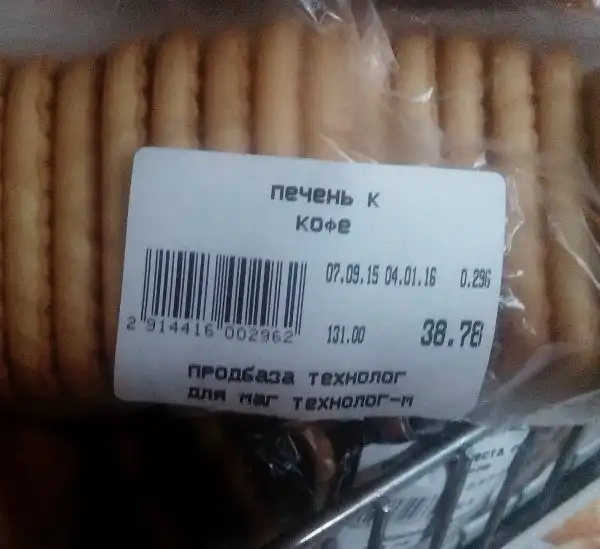 печень к
кофе
07.09.15 04.01.16 0.296
2 914416 002962
131.00 38.78
продбаза технолог
для маг технолог-м